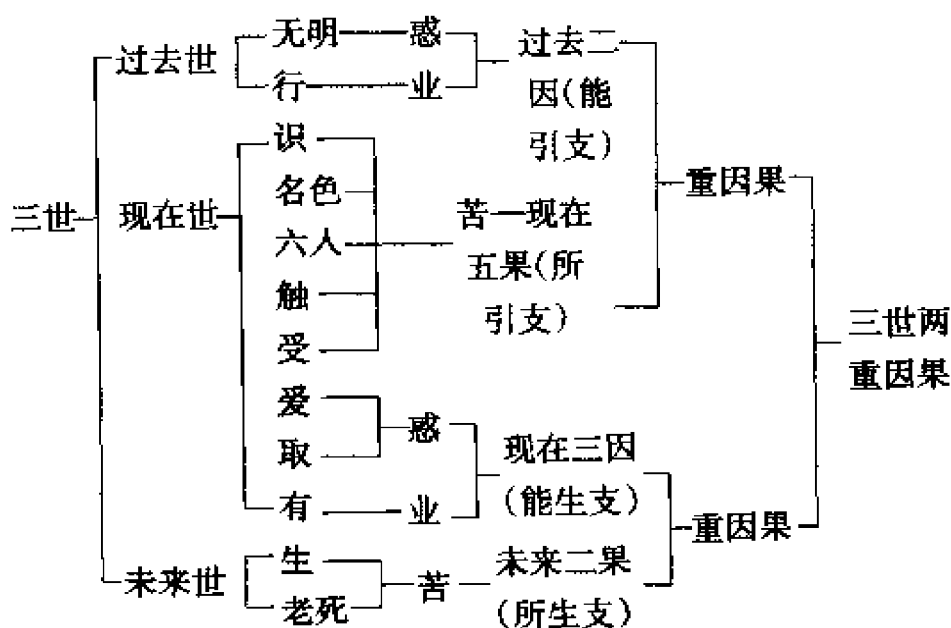 三世
过去世
无明 惑
行 业
过去二
因(能
引支)
现在世
识
名色
六人
触
受
苦 现在
五果(所
引支)
重因果
爱
取
惑
有 业
现在三因
(能生支)
未来世
生
老死
苦
未来二果
(所生支)
重因果
三世两
重因果